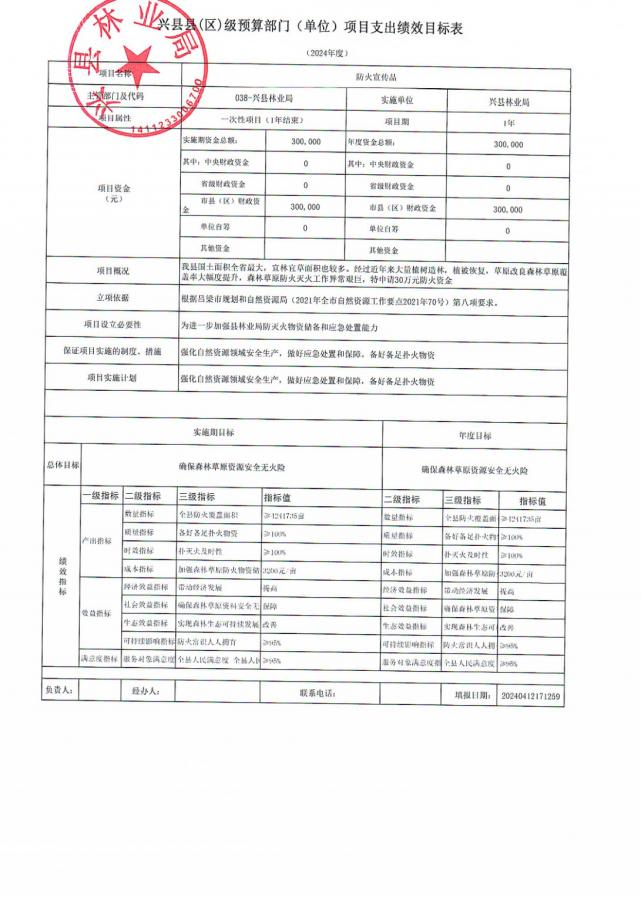 兴县县(区)级预算部门(单位)项目支出绩效目标表
(2024年度)
兴县林业局
1411233006700
项目名称 防火宣传品
主管部门及代码 038-兴县林业局 实施单位 兴县林业局
项目属性 一次性项目(1年结束) 项目期 1年
项目资金(元)
实施期资金总额: 300,000 年度资金总额: 300,000
其中:中央财政资金 0 其中:中央财政资金 0
省级财政资金 0 省级财政资金 0
市县(区)财政资金 300,000 市县(区)财政资金 300,000
单位自筹 0 单位自筹 0
其他资金 其他资金
项目概况 我县国土面积全省最大,宜林宜草面积也较多。经过近年来大量植树造林,植被恢复,草原改良森林草原覆
盖率大幅度提升,森林草原防火灭火工作异常艰巨,特申请30万元防火资金
立项依据 根据吕梁市规划和自然资源局(2021年全市自然资源工作要点2021年70号)第八项要求。
项目设立必要性 为进一步加强县林业局防灭火物资储备和应急处置能力
保证项目实施的制度、措施 强化自然资源领域安全生产,做好应急处置和保障,备好备足扑火物资
项目实施计划 强化自然资源领域安全生产,做好应急处置和保障,备好备足扑火物资
实施期目标 年度目标
总体目标 确保森林草原资源安全无火险 确保森林草原资源安全无火险
绩效指标
一级指标 二级指标 三级指标 指标值 二级指标 三级指标 指标值
产出指标
数量指标 全县防火覆盖面积 ≥1241735亩 数量指标 全县防火覆盖面 ≥1241735亩
质量指标 备好备足扑火物资 ≥100% 质量指标 备好备足扑火物 ≥100%
时效指标 扑灭火及时性 ≥100% 时效指标 扑灭火及时性 ≥100%
成本指标 加强森林草原防火物资储 3200元/亩 成本指标 加强森林草原防 3200元/亩
效益指标
经济效益指标 带动经济发展 提高 经济效益指标 带动经济发展 提高
社会效益指标 确保森林草原资料安全无 保障 社会效益指标 确保森林草原资 保障
生态效益指标 实现森林生态可持续发展 改善 生态效益指标 实现森林生态可 改善
可持续影响指标 防火常识人人拥有 ≥95% 可持续影响指标 防火常识人人拥 ≥95%
满意度指标 服务对象满意度 全县人民满意度 全县人民 ≥95% 服务对象满意度指 全县人民满意度 ≥95%
负责人: 经办人: 联系电话: 填报日期: 20240412171259